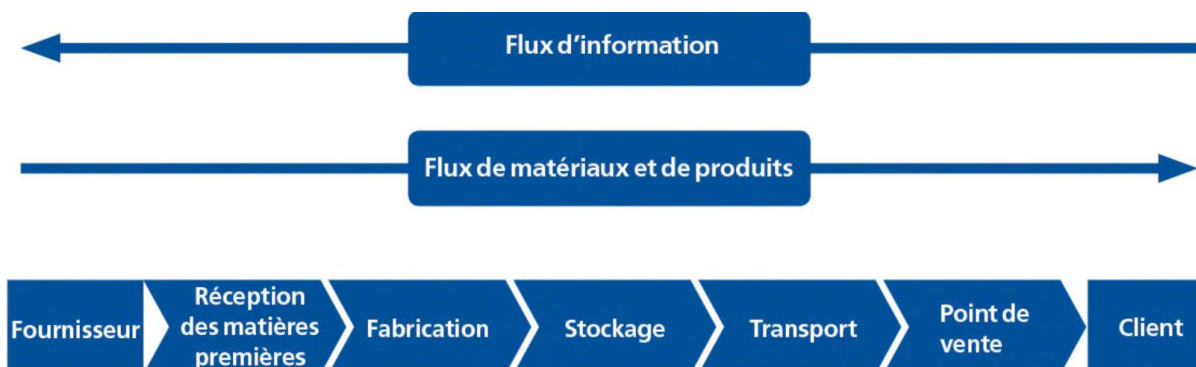 Flux d’information
Flux de matériaux et de produits
Fournisseur
Réception
des matières
premières
Fabrication
Stockage
Transport
Point de
vente
Client